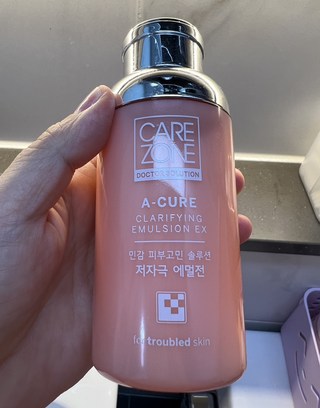 CARE
ZONE
DOCTOR SOLUTION
A-CURE
CLARIFYING
EMULSION EX
민감 피부고민 솔루션
저자극 에멀전
for troubled skin